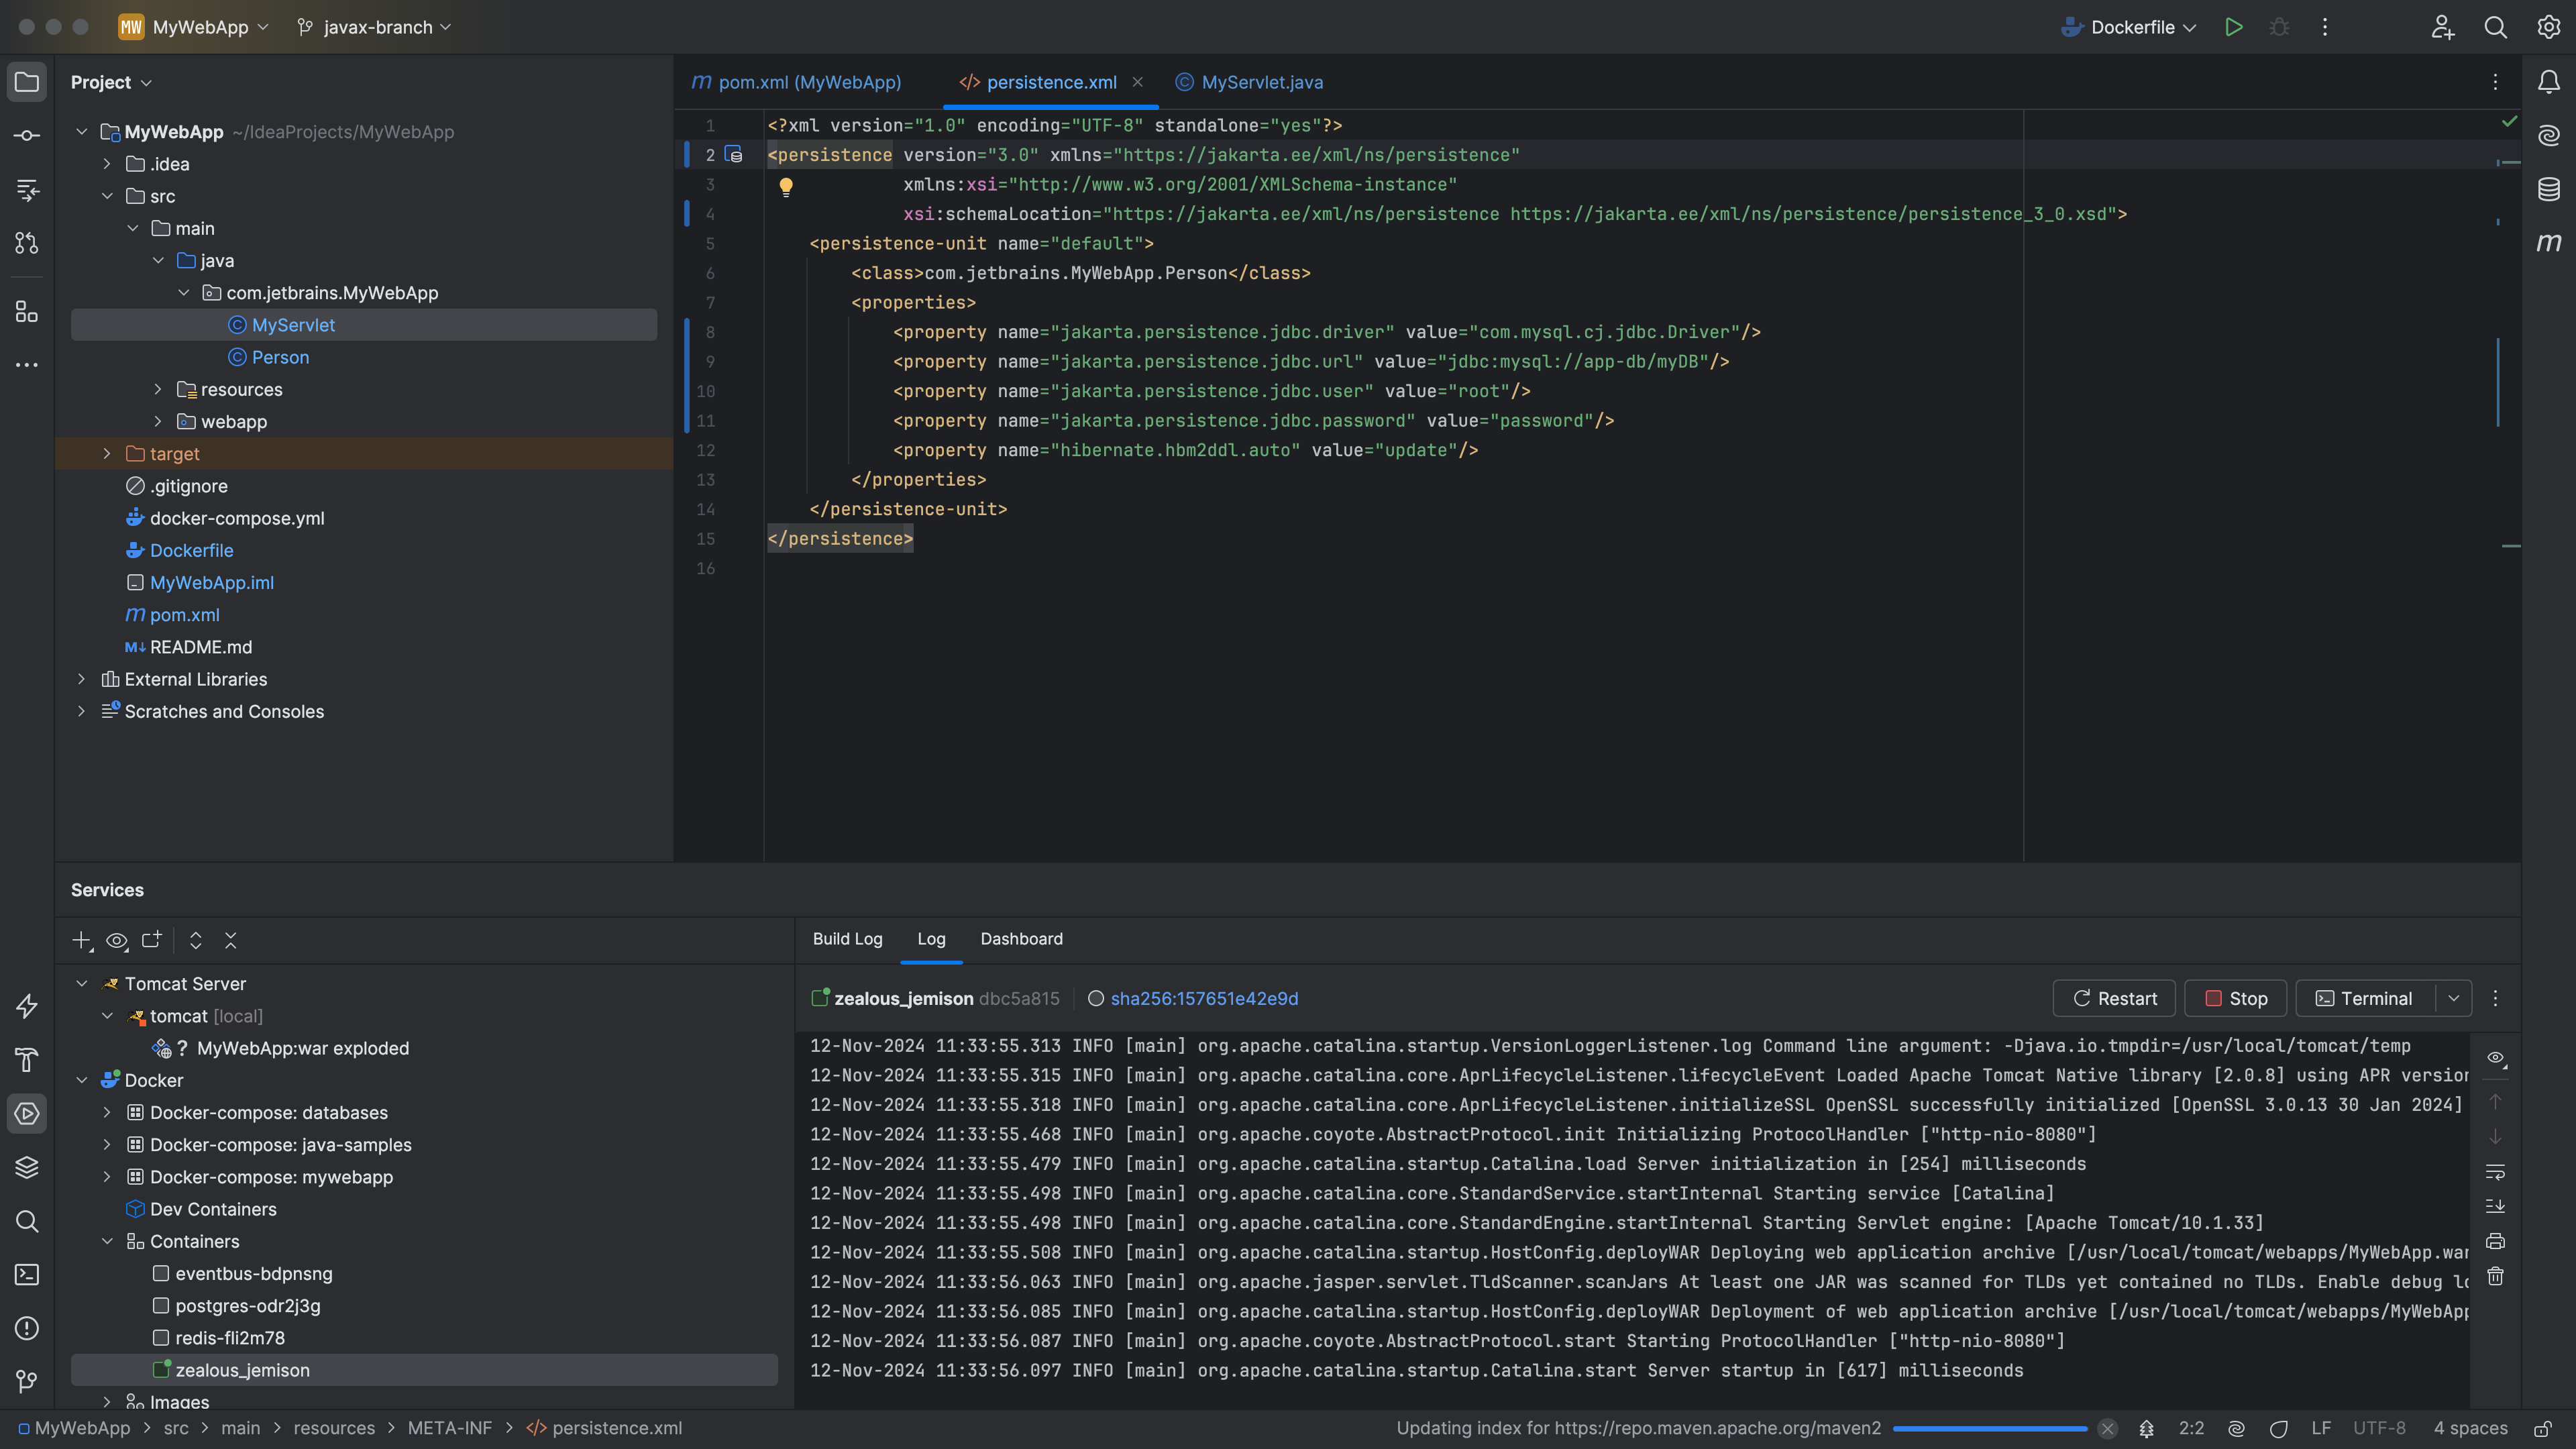 MW MyWebApp javax-branch
Dockerfile
Project
MyWebApp ~/IdeaProjects/MyWebApp
.idea
src
main
java
com.jetbrains.MyWebApp
MyServlet
Person
resources
webapp
target
.gitignore
docker-compose.yml
Dockerfile
MyWebApp.iml
m pom.xml
M↓ README.md
External Libraries
Scratches and Consoles
m pom.xml (MyWebApp) </> persistence.xml © MyServlet.java
1 <?xml version="1.0" encoding="UTF-8" standalone="yes"?>
2 <persistence version="3.0" xmlns="https://jakarta.ee/xml/ns/persistence"
3 xmlns:xsi="http://www.w3.org/2001/XMLSchema-instance"
4 xsi:schemaLocation="https://jakarta.ee/xml/ns/persistence https://jakarta.ee/xml/ns/persistence/persistence_3_0.xsd">
5 <persistence-unit name="default">
6 <class>com.jetbrains.MyWebApp.Person</class>
7 <properties>
8 <property name="jakarta.persistence.jdbc.driver" value="com.mysql.cj.jdbc.Driver"/>
9 <property name="jakarta.persistence.jdbc.url" value="jdbc:mysql://app-db/myDB"/>
10 <property name="jakarta.persistence.jdbc.user" value="root"/>
11 <property name="jakarta.persistence.jdbc.password" value="password"/>
12 <property name="hibernate.hbm2ddl.auto" value="update"/>
13 </properties>
14 </persistence-unit>
15 </persistence>
16
m
Services
Tomcat Server
tomcat [local]
? MyWebApp:war exploded
Docker
Docker-compose: databases
Docker-compose: java-samples
Docker-compose: mywebapp
Dev Containers
Containers
eventbus-bdpnsng
postgres-odr2j3g
redis-fli2m78
zealous_jemison
Images
Build Log Log Dashboard
zealous_jemison dbc5a815 sha256:157651e42e9d
Restart Stop Terminal
12-Nov-2024 11:33:55.313 INFO [main] org.apache.catalina.startup.VersionLoggerListener.log Command line argument: -Djava.io.tmpdir=/usr/local/tomcat/temp
12-Nov-2024 11:33:55.315 INFO [main] org.apache.catalina.core.AprLifecycleListener.lifecycleEvent Loaded Apache Tomcat Native library [2.0.8] using APR version
12-Nov-2024 11:33:55.318 INFO [main] org.apache.catalina.core.AprLifecycleListener.initializeSSL OpenSSL successfully initialized [OpenSSL 3.0.13 30 Jan 2024]
12-Nov-2024 11:33:55.468 INFO [main] org.apache.coyote.AbstractProtocol.init Initializing ProtocolHandler ["http-nio-8080"]
12-Nov-2024 11:33:55.479 INFO [main] org.apache.catalina.startup.Catalina.load Server initialization in [254] milliseconds
12-Nov-2024 11:33:55.498 INFO [main] org.apache.catalina.core.StandardService.startInternal Starting service [Catalina]
12-Nov-2024 11:33:55.498 INFO [main] org.apache.catalina.core.StandardEngine.startInternal Starting Servlet engine: [Apache Tomcat/10.1.33]
12-Nov-2024 11:33:55.508 INFO [main] org.apache.catalina.startup.HostConfig.deployWAR Deploying web application archive [/usr/local/tomcat/webapps/MyWebApp.war
12-Nov-2024 11:33:56.063 INFO [main] org.apache.jasper.servlet.TldScanner.scanJars At least one JAR was scanned for TLDs yet contained no TLDs. Enable debug lo
12-Nov-2024 11:33:56.085 INFO [main] org.apache.catalina.startup.HostConfig.deployWAR Deployment of web application archive [/usr/local/tomcat/webapps/MyWebApp
12-Nov-2024 11:33:56.087 INFO [main] org.apache.coyote.AbstractProtocol.start Starting ProtocolHandler ["http-nio-8080"]
12-Nov-2024 11:33:56.097 INFO [main] org.apache.catalina.startup.Catalina.start Server startup in [617] milliseconds
MyWebApp > src > main > resources > META-INF > </> persistence.xml Updating index for https://repo.maven.apache.org/maven2 2:2 LF UTF-8 4 spaces